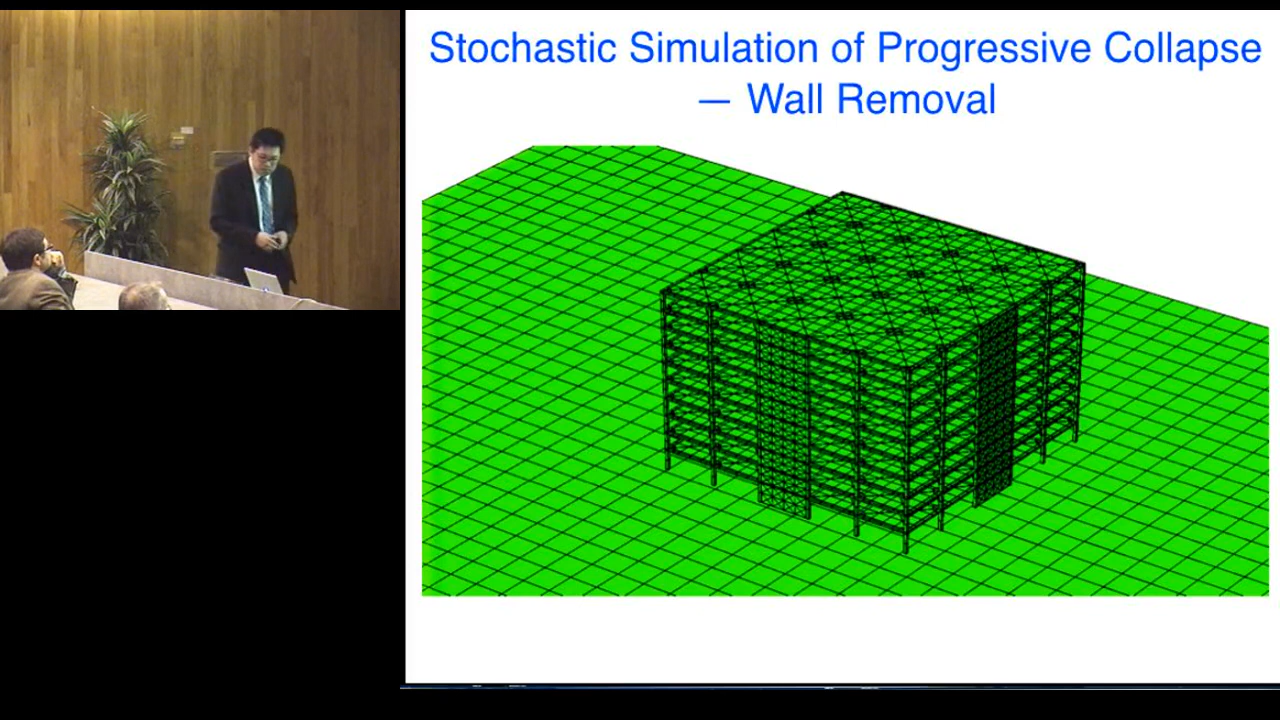 Stochastic Simulation of Progressive Collapse
— Wall Removal